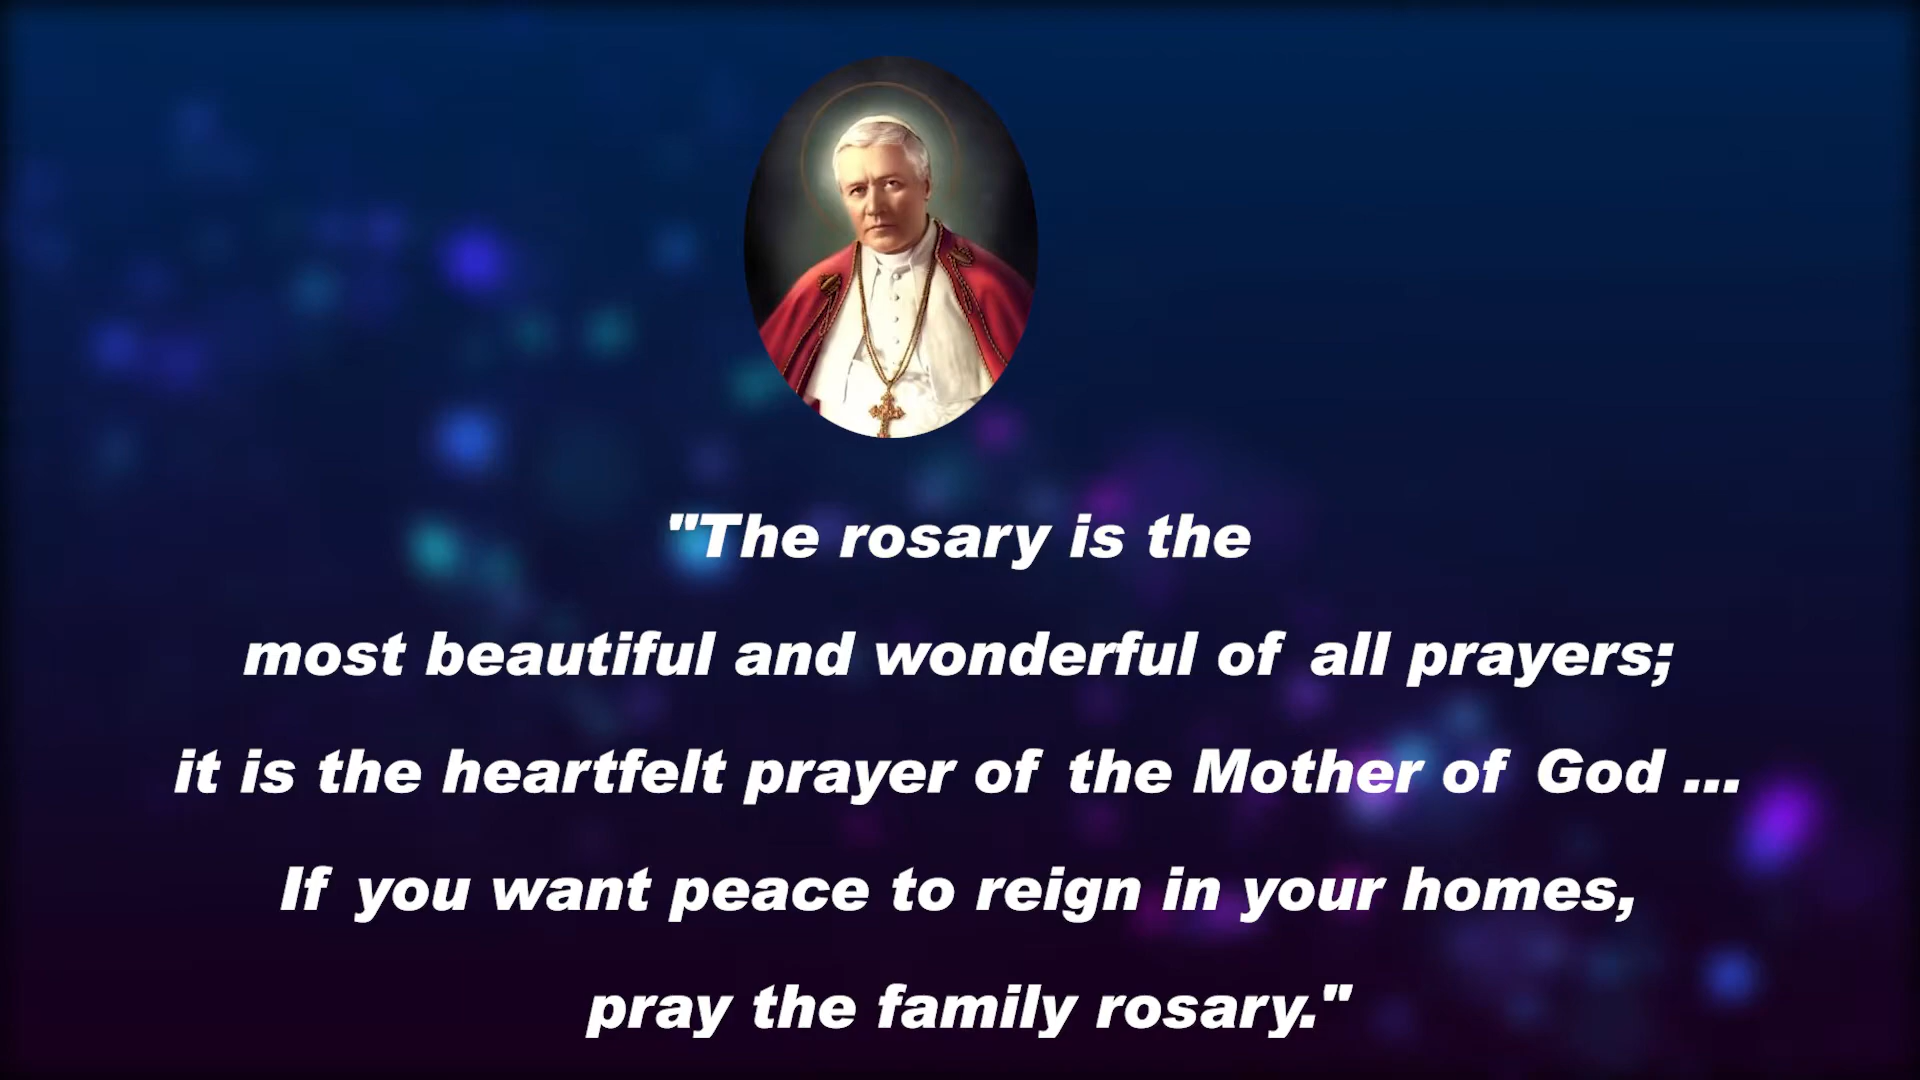 "The rosary is the
most beautiful and wonderful of all prayers;
it is the heartfelt prayer of the Mother of God ...
If you want peace to reign in your homes,
pray the family rosary."